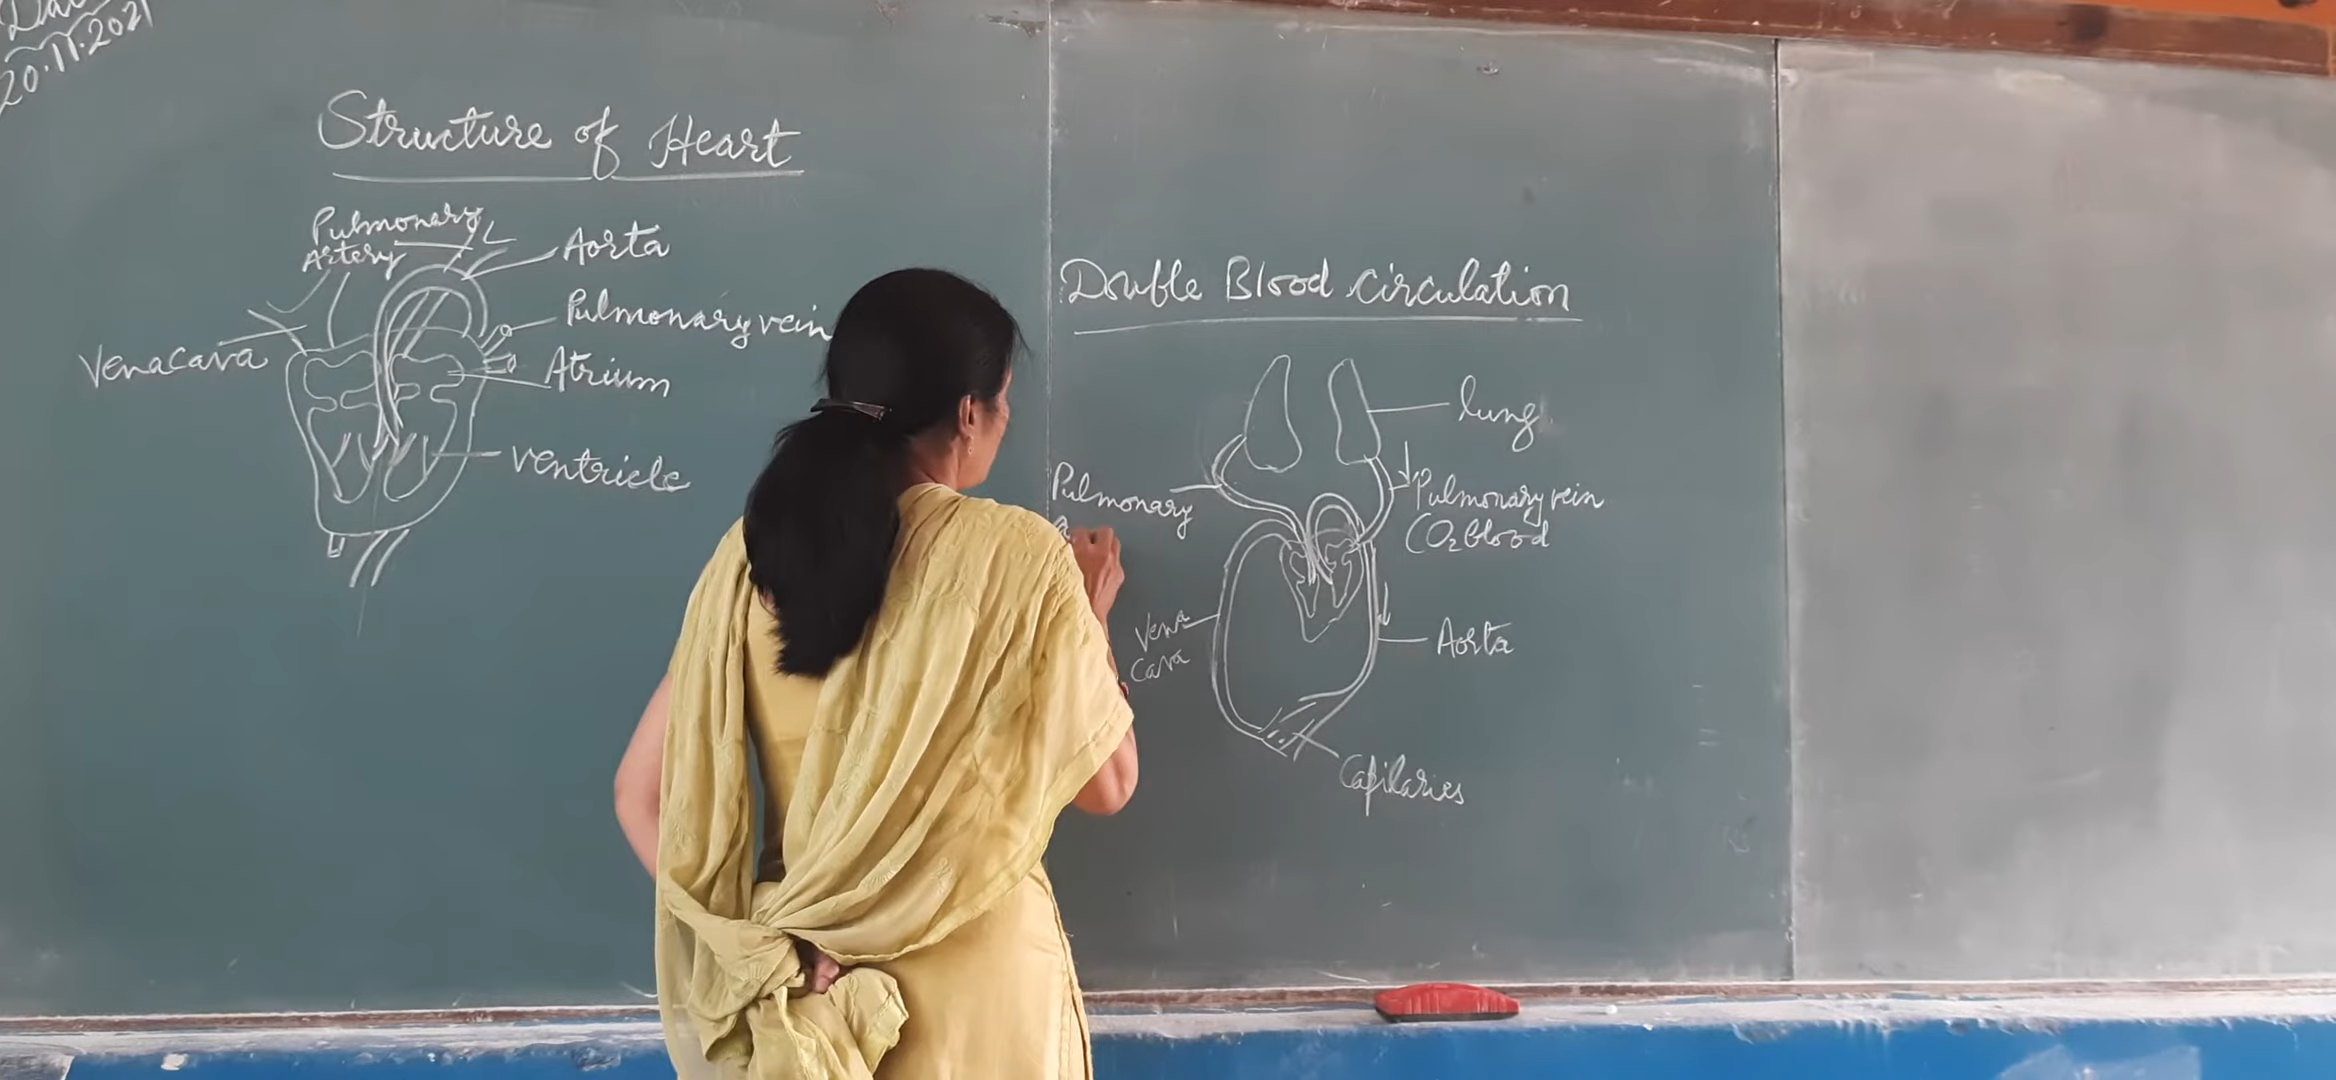 20.11.2021
Structure of Heart
Pulmonary
Artery
Aorta
Pulmonary vein
Venacava
Atrium
ventricle
Double Blood circulation
lung
Pulmonary
Pulmonary vein
(O2 blood
Vena
Cava
Aorta
Capilaries